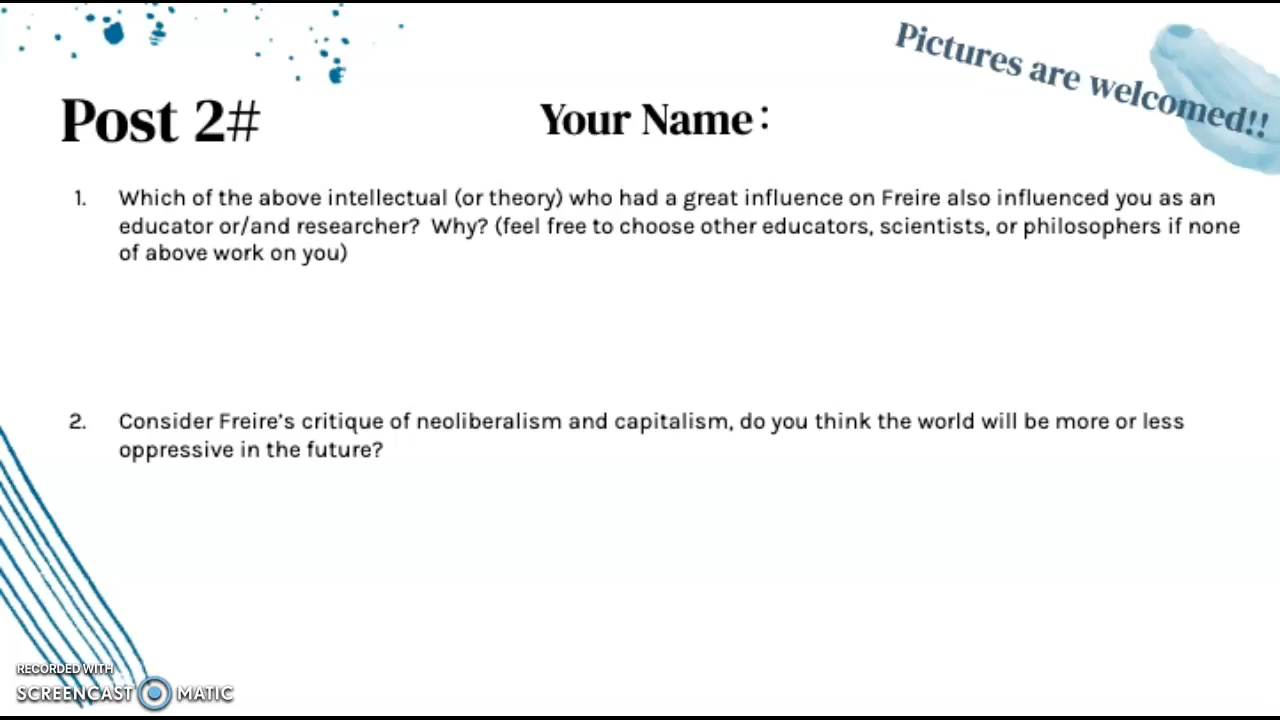 Pictures are welcomed!!
Post 2#
Your Name:
1. Which of the above intellectual (or theory) who had a great influence on Freire also influenced you as an
educator or/and researcher? Why? (feel free to choose other educators, scientists, or philosophers if none
of above work on you)
2. Consider Freire's critique of neoliberalism and capitalism, do you think the world will be more or less
oppressive in the future?
RECORDED WITH
SCREENCAST MATIC